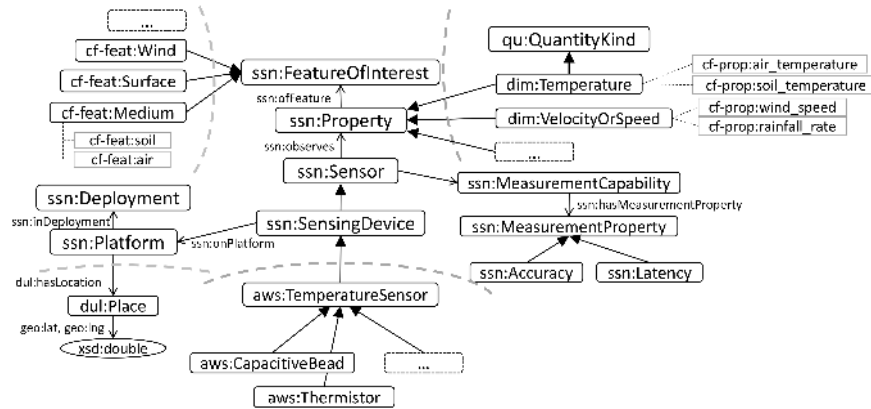 ...
cf-feat:Wind
cf-feat:Surface
cf-feat:Medium
cf-feat:soil
cf-feat:air
ssn:FeatureOfInterest
ssn:ofFeature
ssn:Property
ssn:observes
ssn:Sensor
qu:QuantityKind
dim:Temperature
cf-prop:air_temperature
cf-prop:soil_temperature
dim:VelocityOrSpeed
cf-prop:wind_speed
cf-prop:rainfall_rate
...
ssn:MeasurementCapability
ssn:hasMeasurementProperty
ssn:MeasurementProperty
ssn:Accuracy
ssn:Latency
ssn:Deployment
ssn:inDeployment
ssn:Platform
ssn:onPlatform
ssn:SensingDevice
dul:hasLocation
dul:Place
geo:lat, geo:lng
xsd:double
aws:TemperatureSensor
aws:CapacitiveBead
...
aws:Thermistor